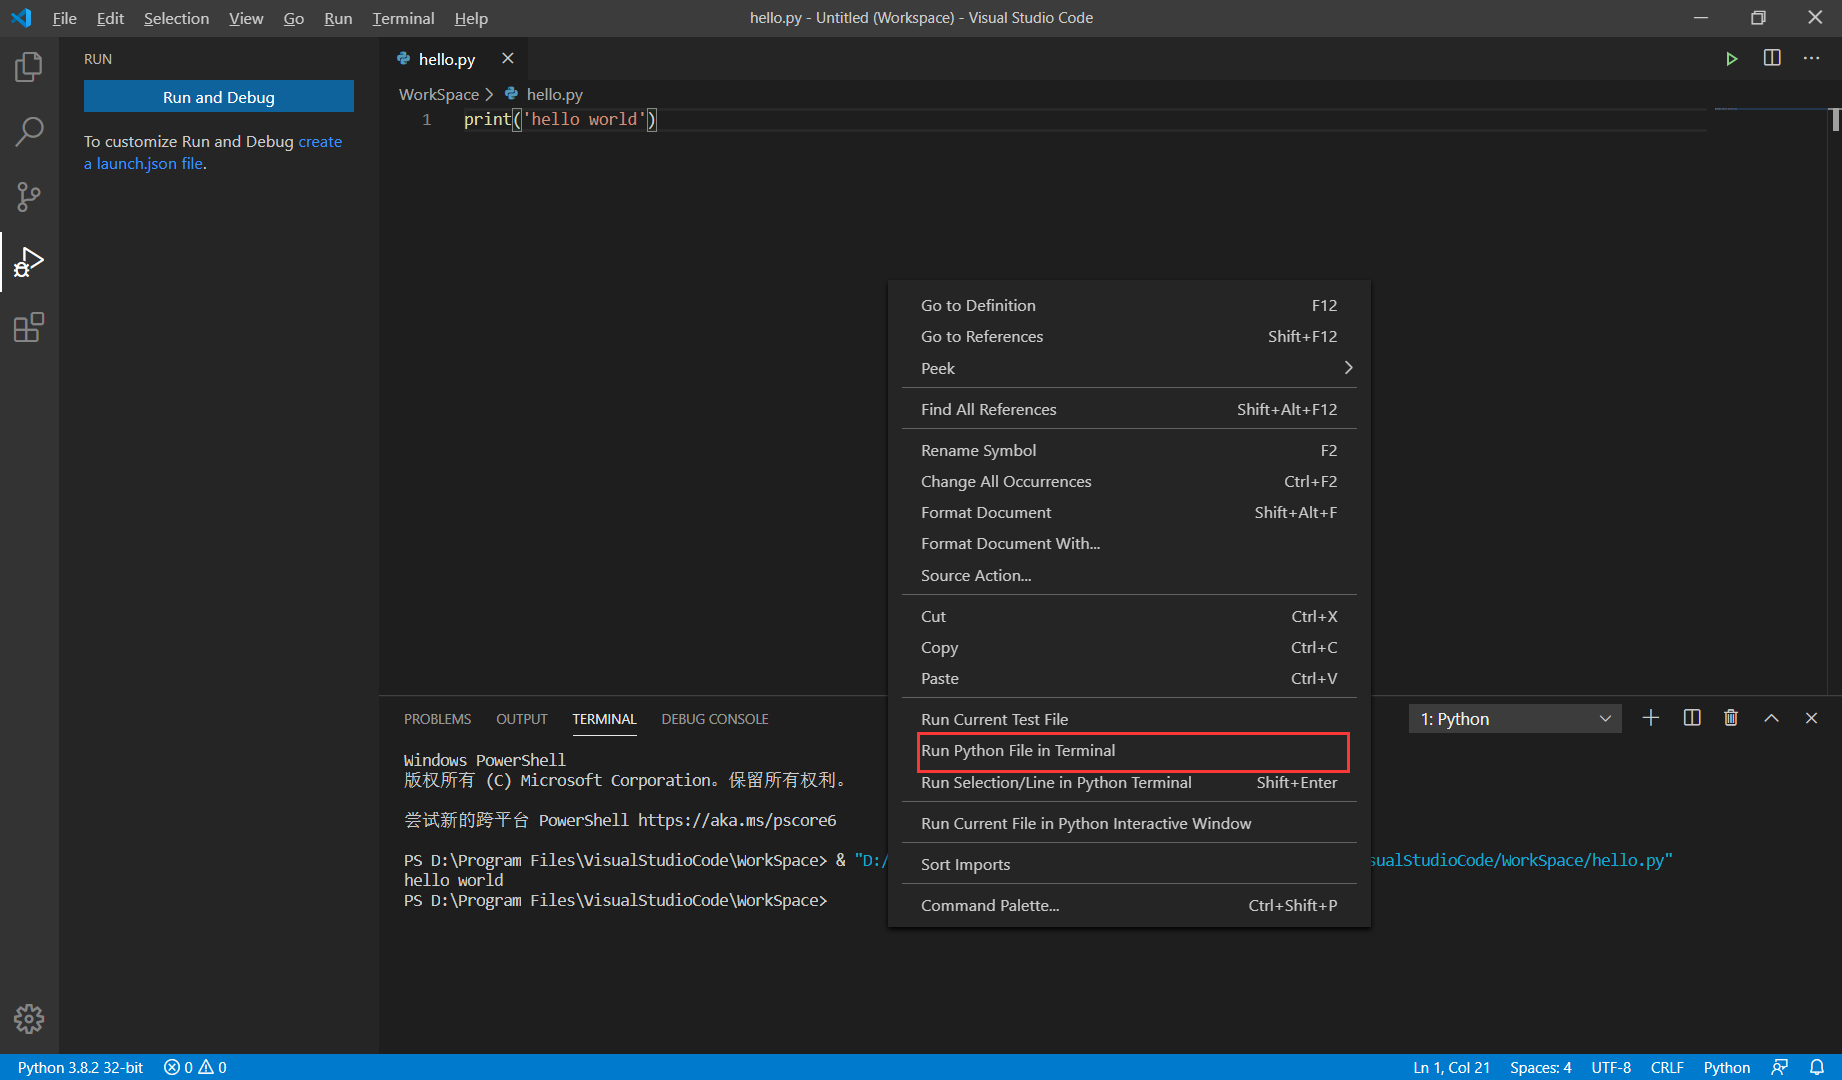 File Edit Selection View Go Run Terminal Help
hello.py - Untitled (Workspace) - Visual Studio Code
RUN
Run and Debug
To customize Run and Debug create
a launch.json file.
hello.py
WorkSpace > hello.py
1 print('hello world')
Go to Definition F12
Go to References Shift+F12
Peek
Find All References Shift+Alt+F12
Rename Symbol F2
Change All Occurrences Ctrl+F2
Format Document Shift+Alt+F
Format Document With...
Source Action...
Cut Ctrl+X
Copy Ctrl+C
Paste Ctrl+V
Run Current Test File
Run Python File in Terminal
Run Selection/Line in Python Terminal Shift+Enter
Run Current File in Python Interactive Window
Sort Imports
Command Palette... Ctrl+Shift+P
PROBLEMS OUTPUT TERMINAL DEBUG CONSOLE
1: Python
Windows PowerShell
版权所有 (C) Microsoft Corporation。保留所有权利。
尝试新的跨平台 PowerShell https://aka.ms/pscore6
PS D:\Program Files\VisualStudioCode\WorkSpace> & "D:/ sualStudioCode/WorkSpace/hello.py"
hello world
PS D:\Program Files\VisualStudioCode\WorkSpace>
Python 3.8.2 32-bit 0 0
Ln 1, Col 21 Spaces: 4 UTF-8 CRLF Python